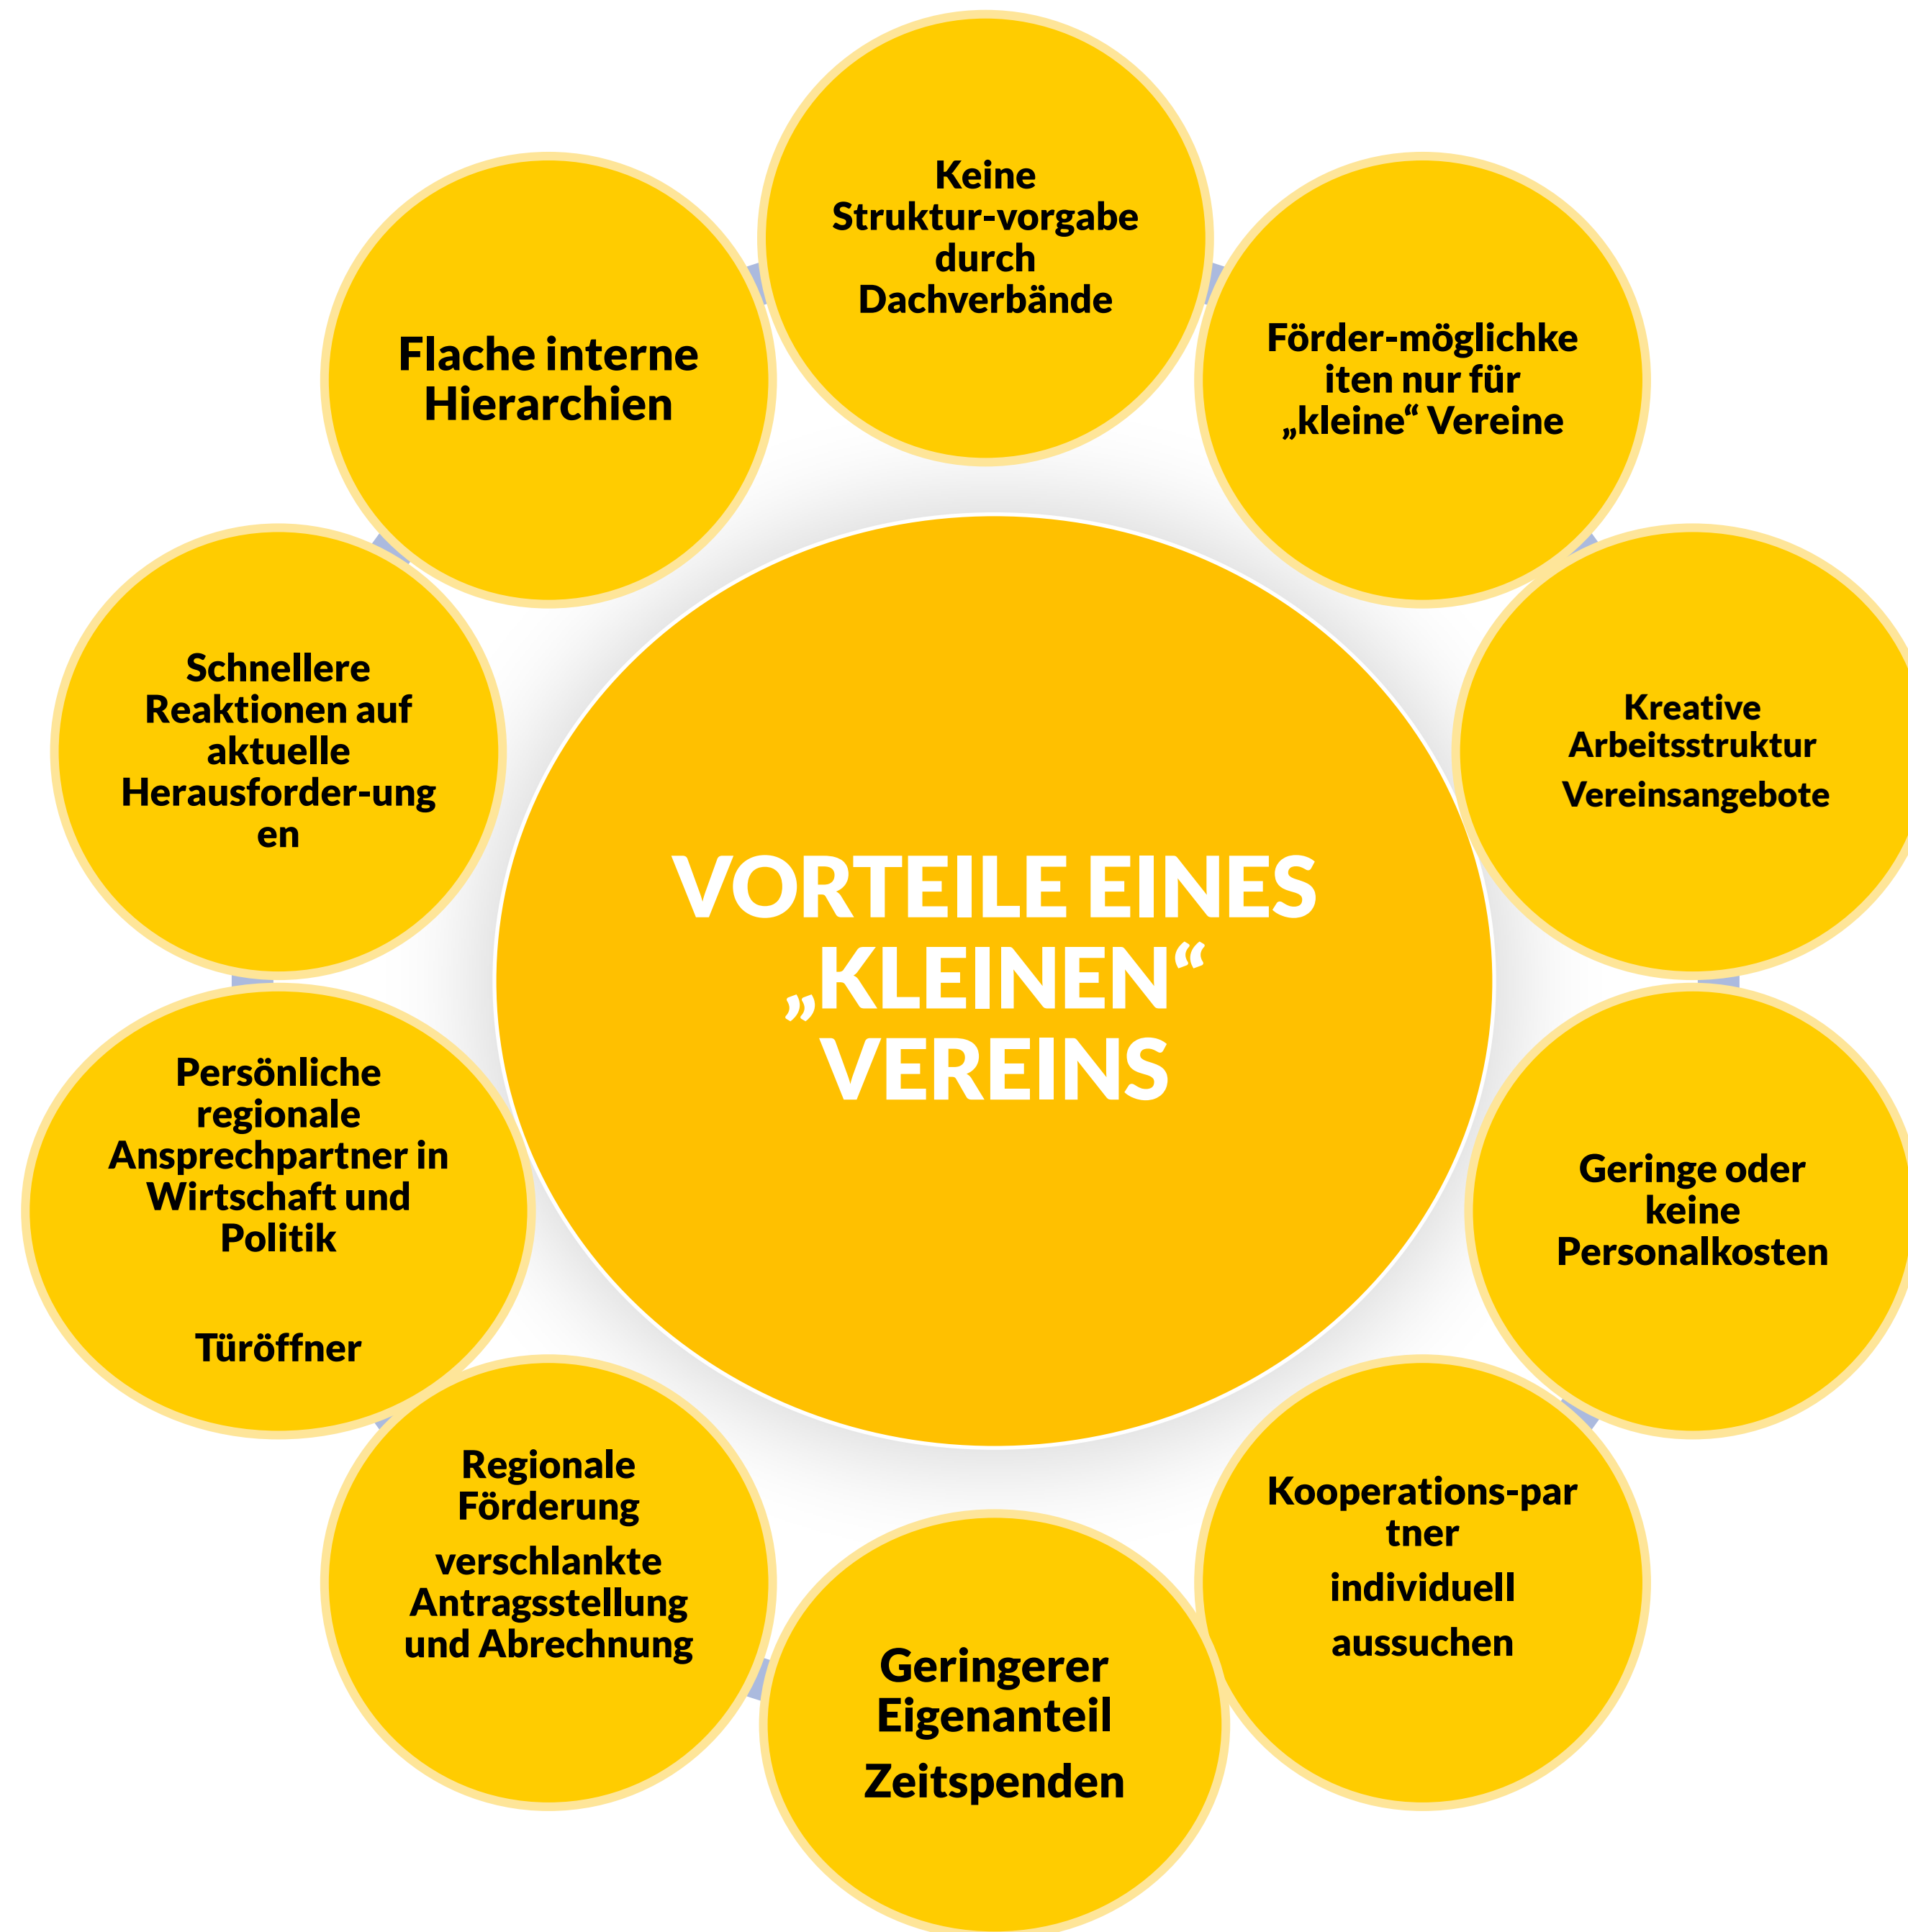 Keine
Struktur-vorgabe
durch
Dachverbände
Förder-möglichke
iten nur für
„kleine“ Vereine
Kreative
Arbeitsstruktur
Vereinsangebote
Geringe oder
keine
Personalkosten
Kooperations-par
tner
individuell
aussuchen
Geringerer
Eigenanteil
Zeitspenden
Regionale
Förderung
verschlankte
Antragsstellung
und Abrechnung
Persönliche
regionale
Ansprechpartner in
Wirtschaft und
Politik
Türöffner
Schnellere
Reaktionen auf
aktuelle
Herausforder-ung
en
Flache interne
Hierarchien
VORTEILE EINES
„KLEINEN“
VEREINS